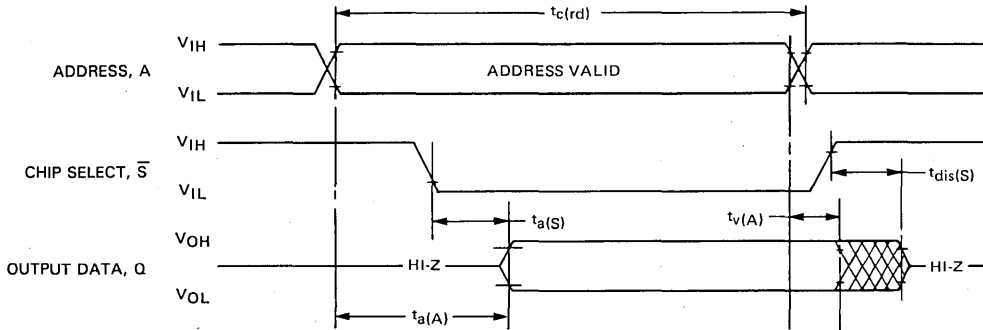 tc(rd)
VIH
ADDRESS, A
ADDRESS VALID
VIL
VIH
CHIP SELECT, S̅
VIL
tdis(S)
ta(S)
tv(A)
VOH
OUTPUT DATA, Q
HI-Z
HI-Z
VOL
ta(A)